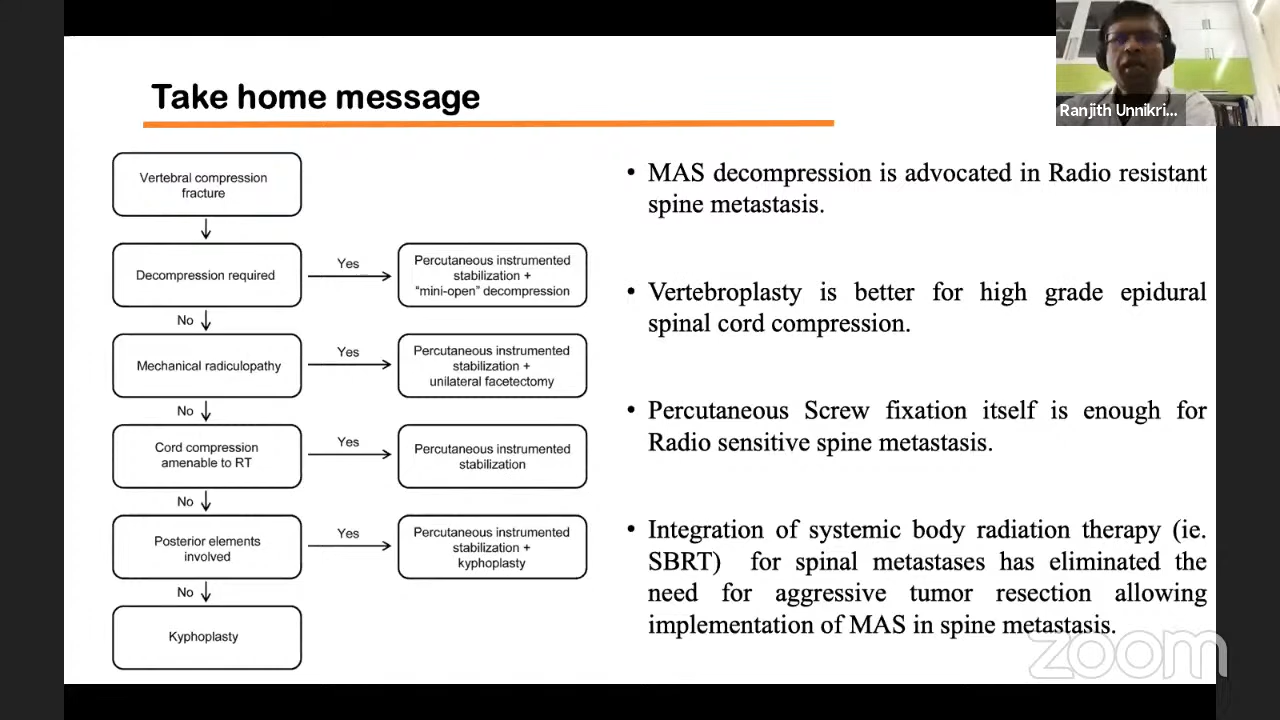 Take home message
Ranjith Unnikri...
Vertebral compression
fracture
Decompression required
Yes
Percutaneous instrumented
stabilization +
“mini-open” decompression
No
Mechanical radiculopathy
Yes
Percutaneous instrumented
stabilization +
unilateral facetectomy
No
Cord compression
amenable to RT
Yes
Percutaneous instrumented
stabilization
No
Posterior elements
involved
Yes
Percutaneous instrumented
stabilization +
kyphoplasty
No
Kyphoplasty
• MAS decompression is advocated in Radio resistant
spine metastasis.
• Vertebroplasty is better for high grade epidural
spinal cord compression.
• Percutaneous Screw fixation itself is enough for
Radio sensitive spine metastasis.
• Integration of systemic body radiation therapy (ie.
SBRT) for spinal metastases has eliminated the
need for aggressive tumor resection allowing
implementation of MAS in spine metastasis.
zoom